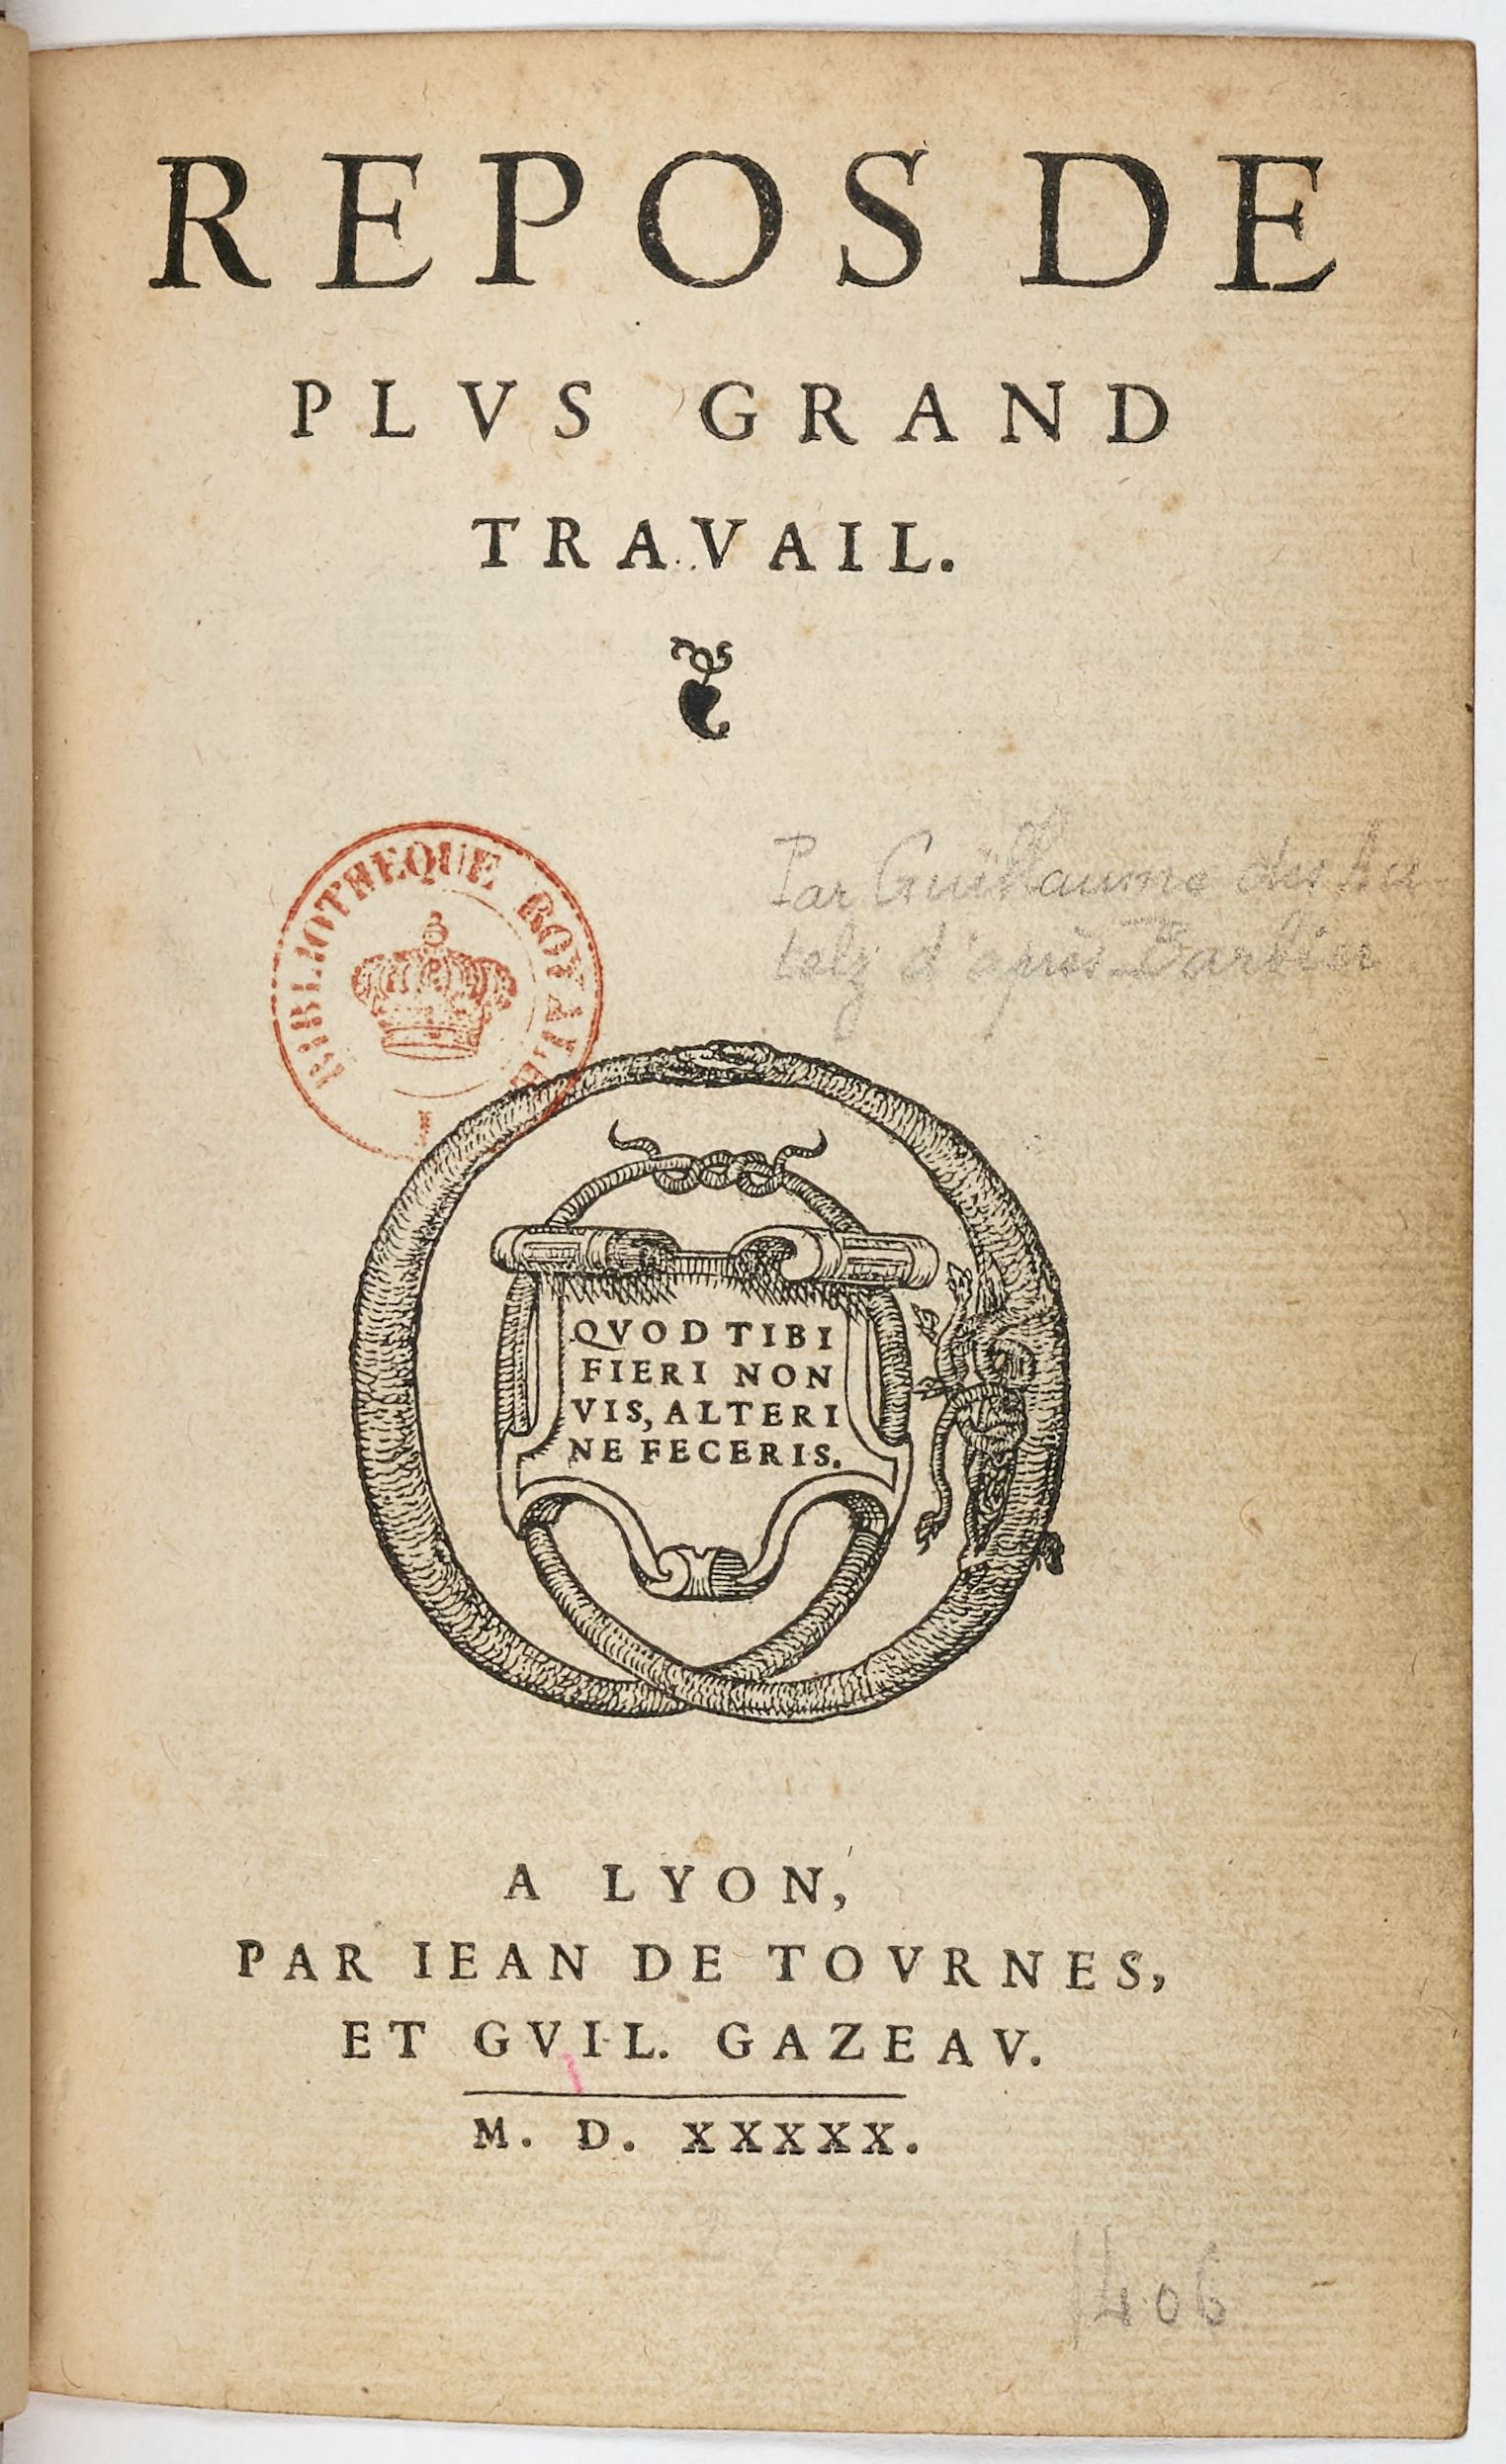 REPOS DE
PLVS GRAND
TRAVAIL.
Par Guillaume des Au-
telz d'après Barbier
BIBLIOTHEQUE ROYALE
I
QVOD TIBI
FIERI NON
VIS, ALTERI
NE FECERIS.
A LYON,
PAR IEAN DE TOVRNES,
ET GVIL. GAZEAV.
M. D. XXXXX.
1406